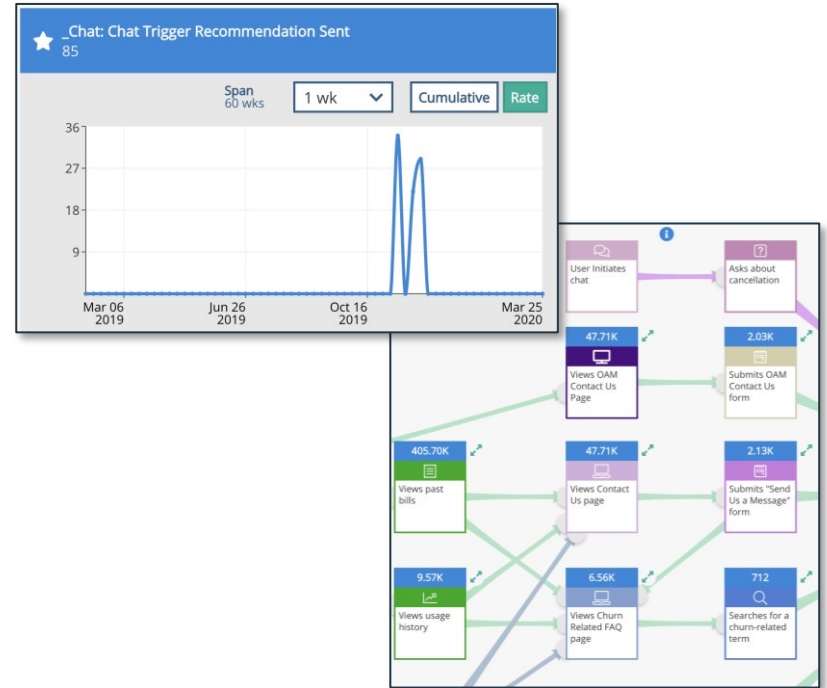 _Chat: Chat Trigger Recommendation Sent
85
Span
60 wks
1 wk
Cumulative
Rate
36
27
18
9
Mar 06
2019
Jun 26
2019
Oct 16
2019
Mar 25
2020
User Initiates
chat
Asks about
cancellation
47.71K
Views OAM
Contact Us
Page
2.03K
Submits OAM
Contact Us
form
405.70K
Views past
bills
47.71K
Views Contact
Us page
2.13K
Submits "Send
Us a Message"
form
9.57K
Views usage
history
6.56K
Views Churn
Related FAQ
page
712
Searches for a
churn-related
term